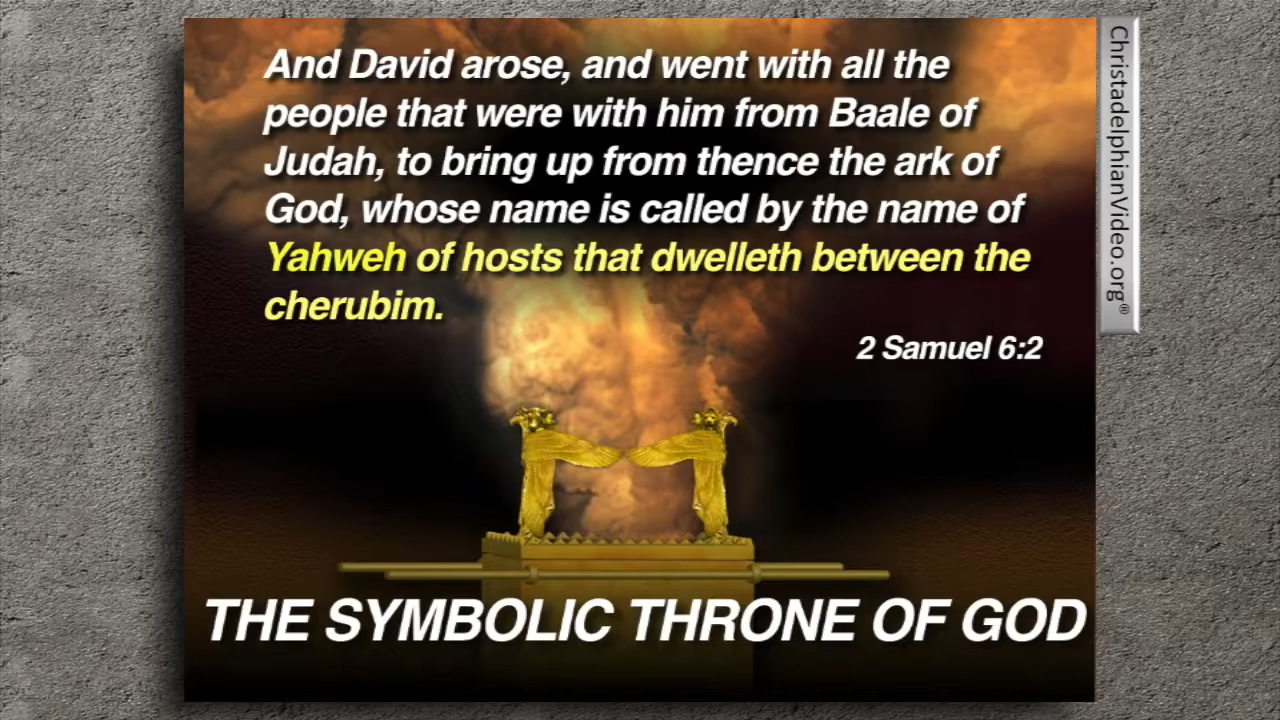 And David arose, and went with all the
people that were with him from Baale of
Judah, to bring up from thence the ark of
God, whose name is called by the name of
Yahweh of hosts that dwelleth between the
cherubim.
2 Samuel 6:2
THE SYMBOLIC THRONE OF GOD
ChristadelphianVideo.org®